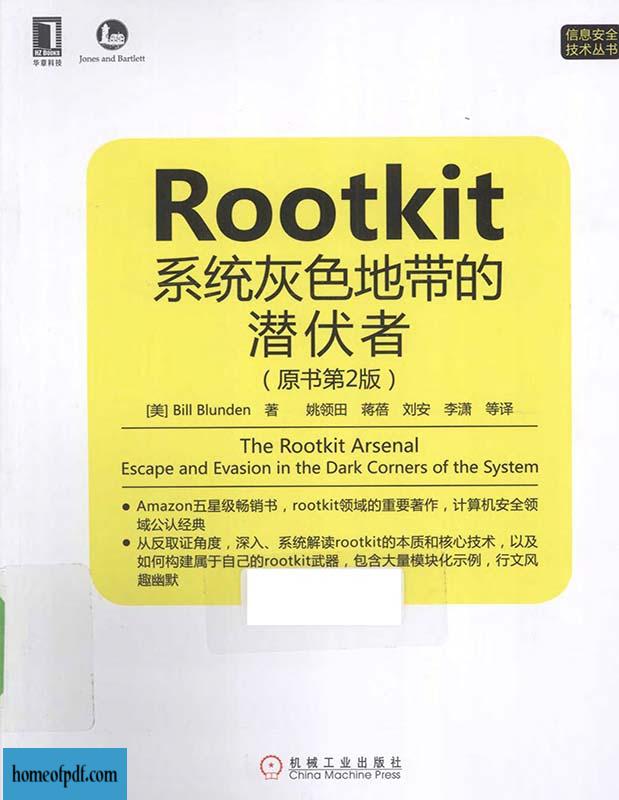 HZ BOOKS
华章科技
Jones and Bartlett
信息安全
技术丛书
Rootkit
系统灰色地带的
潜伏者
（原书第2版）
[美] Bill Blunden 著 姚领田 蒋蓓 刘安 李潇 等译
The Rootkit Arsenal
Escape and Evasion in the Dark Corners of the System
● Amazon五星级畅销书，rootkit领域的重要著作，计算机安全领
域公认经典
● 从反取证角度，深入、系统解读rootkit的本质和核心技术，以及
如何构建属于自己的rootkit武器，包含大量模块化示例，行文风
趣幽默
机械工业出版社
China Machine Press
homeofpdf.com